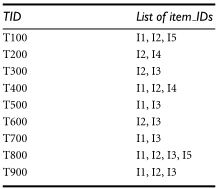 TID List of item_IDs
T100 I1, I2, I5
T200 I2, I4
T300 I2, I3
T400 I1, I2, I4
T500 I1, I3
T600 I2, I3
T700 I1, I3
T800 I1, I2, I3, I5
T900 I1, I2, I3